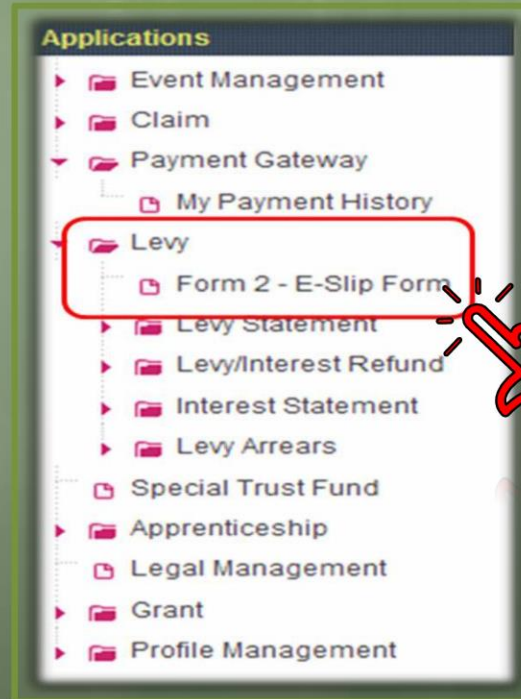 Applications
Event Management
Claim
Payment Gateway
My Payment History
Levy
Form 2 - E-Slip Form
Levy Statement
Levy/Interest Refund
Interest Statement
Levy Arrears
Special Trust Fund
Apprenticeship
Legal Management
Grant
Profile Management